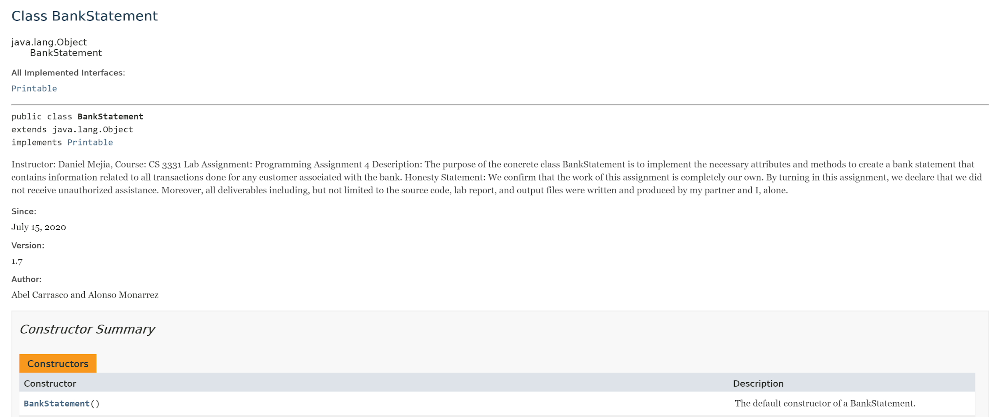 Class BankStatement
java.lang.Object
BankStatement
All Implemented Interfaces:
Printable
public class BankStatement
extends java.lang.Object
implements Printable
Instructor: Daniel Mejia, Course: CS 3331 Lab Assignment: Programming Assignment 4 Description: The purpose of the concrete class BankStatement is to implement the necessary attributes and methods to create a bank statement that
contains information related to all transactions done for any customer associated with the bank. Honesty Statement: We confirm that the work of this assignment is completely our own. By turning in this assignment, we declare that we did
not receive unauthorized assistance. Moreover, all deliverables including, but not limited to the source code, lab report, and output files were written and produced by my partner and I, alone.
Since:
July 15, 2020
Version:
1.7
Author:
Abel Carrasco and Alonso Monarrez
Constructor Summary
Constructors
Constructor Description
BankStatement() The default constructor of a BankStatement.